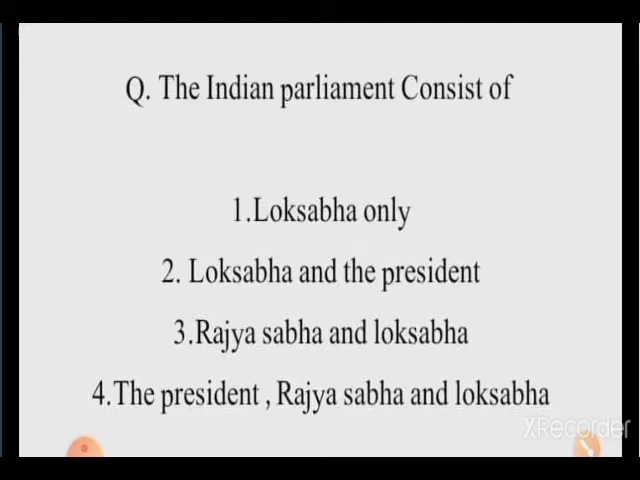 Q. The Indian parliament Consist of
1.Loksabha only
2. Loksabha and the president
3.Rajya sabha and loksabha
4.The president , Rajya sabha and loksabha
XRecorder